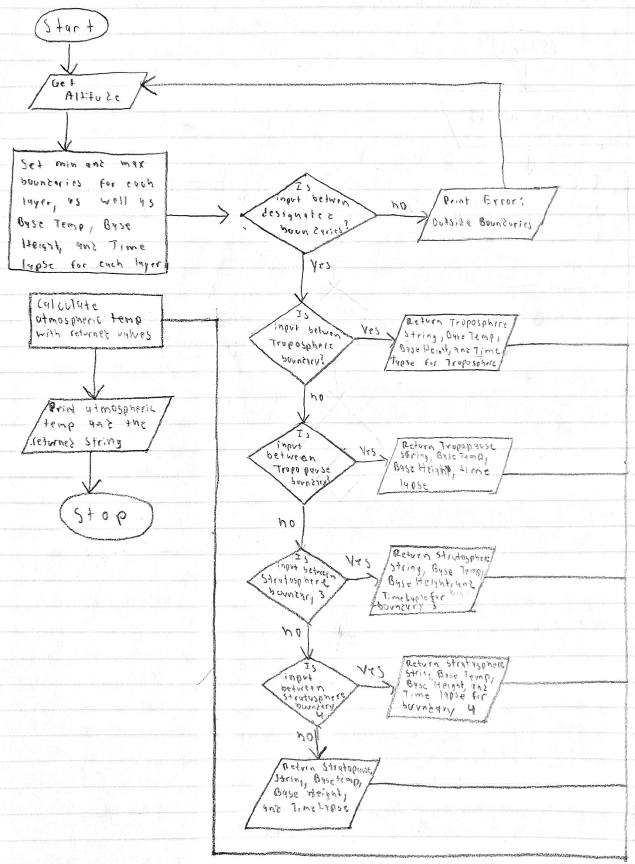 Start
Get
Altitude
Set min and max
boundaries for each
layer, as well as
Base Temp, Base
Height, and Time
lapse for each layer
Is
input between
designated
boundaries?
no
Print Error:
Outside Boundaries
Yes
Is
input between
Troposphere
boundary?
Yes
Return Troposphere
String, Base Temp,
Base Height, and Time
lapse for Troposphere
no
Is
input
between
Tropopause
boundary?
Yes
Return Tropopause
String, Base Temp,
Base Height, time
lapse
no
Is
input between
Stratosphere
boundary 3
Yes
Return Stratosphere
String, Base Temp,
Base Height, and
Time lapse for
boundary 3
no
Is
input
between
Stratosphere
boundary
4
Yes
Return Stratosphere
String, Base Temp,
Base Height, and
Time lapse for
boundary 4
no
Return Stratopause
String, Base temp,
Base Height,
and Time Lapse
Calculate
atmospheric temp
with returned values
Print atmospheric
temp and the
returned string
Stop